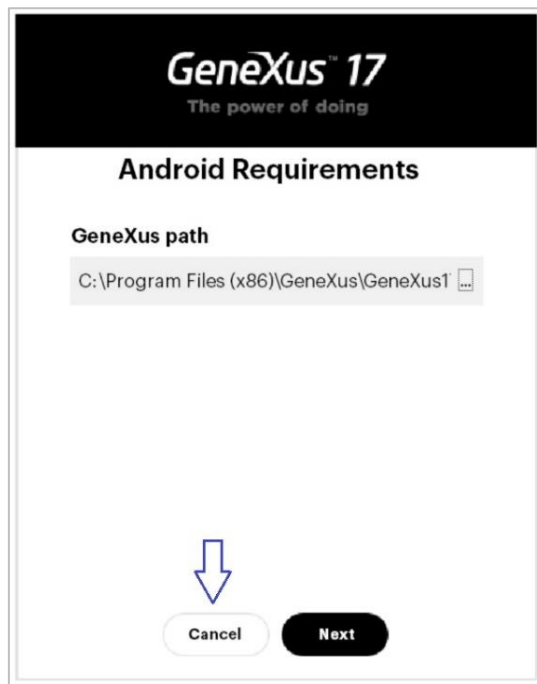 GeneXus™ 17
The power of doing
Android Requirements
GeneXus path
C:\Program Files (x86)\GeneXus\GeneXus1 ...
Cancel
Next